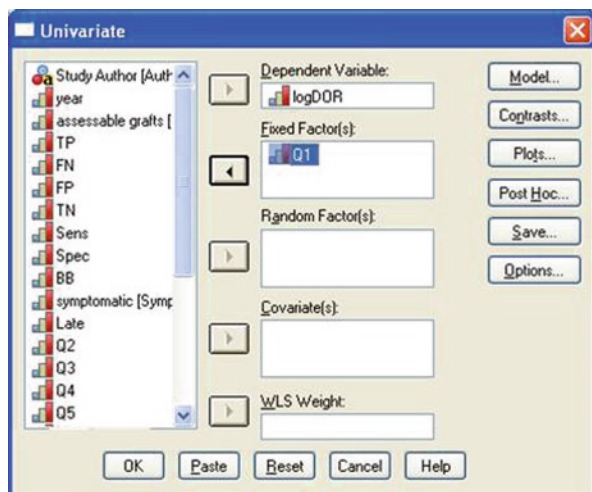 Univariate
Study Author [Auth
year
assessable grafts [
TP
FN
FP
TN
Sens
Spec
BB
symptomatic [Symp
Late
Q2
Q3
Q4
Q5
Dependent Variable:
logDOR
Fixed Factor(s):
Q1
Random Factor(s):
Covariate(s):
WLS Weight:
Model...
Contrasts...
Plots...
Post Hoc...
Save...
Options...
OK Paste Reset Cancel Help